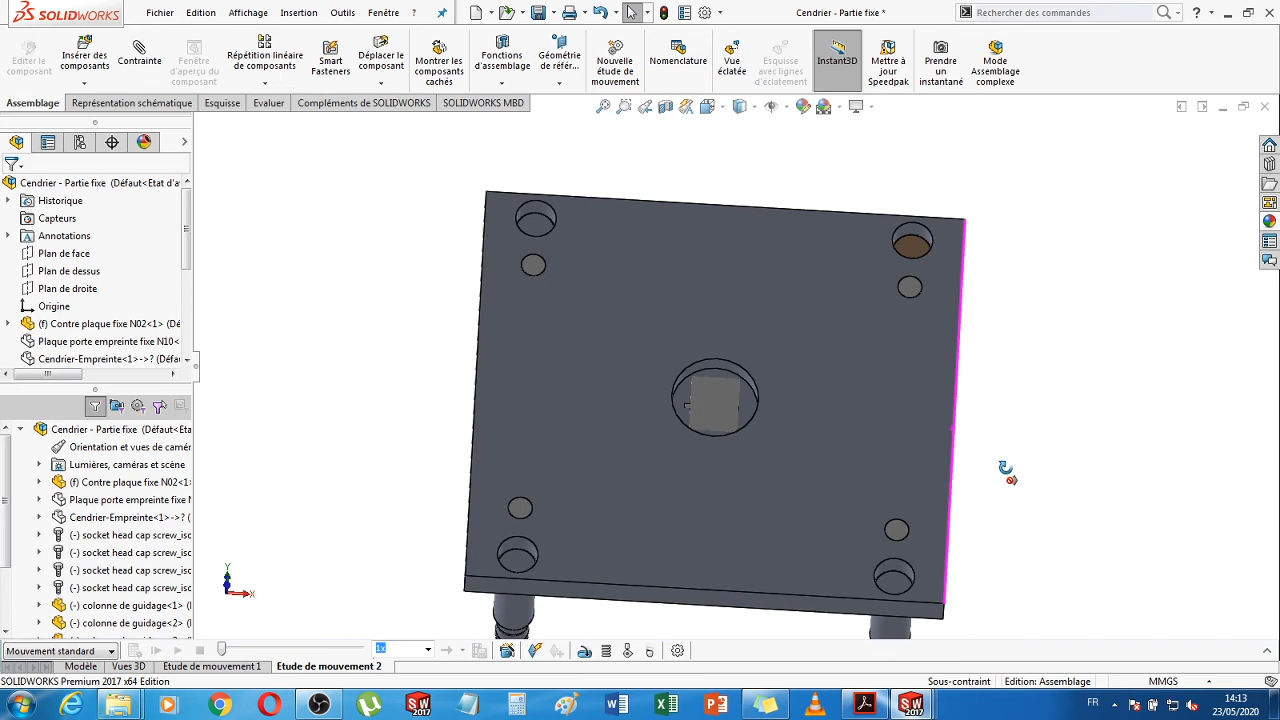 SOLIDWORKS
Fichier Edition Affichage Insertion Outils Fenêtre ?
Cendrier - Partie fixe *
Rechercher des commandes
Editer le composant
Insérer des composants
Contrainte
Fenêtre d'aperçu du composant
Répétition linéaire de composants
Smart Fasteners
Déplacer le composant
Montrer les composants cachés
Fonctions d'assemblage
Géométrie de référ...
Nouvelle étude de mouvement
Nomenclature
Vue éclatée
Esquisse avec lignes d'éclatement
Instant3D
Mettre à jour Speedpak
Prendre un instantané
Mode Assemblage complexe
Assemblage Représentation schématique Esquisse Evaluer Compléments de SOLIDWORKS SOLIDWORKS MBD
Cendrier - Partie fixe (Défaut<Etat d'a
Historique
Capteurs
Annotations
Plan de face
Plan de dessus
Plan de droite
Origine
(f) Contre plaque fixe N02<1> (Dé
Plaque porte empreinte fixe N10<
Cendrier-Empreinte<1>->? (Défau
Cendrier - Partie fixe (Défaut<Eta
Orientation et vues de camér
Lumières, caméras et scène
(f) Contre plaque fixe N02<1
Plaque porte empreinte fixe N
Cendrier-Empreinte<1>->? (
(-) socket head cap screw_iso
(-) socket head cap screw_iso
(-) socket head cap screw_iso
(-) socket head cap screw_iso
(-) colonne de guidage<1> (I
(-) colonne de guidage<2> (I
Y
X
Mouvement standard
1x
Modèle Vues 3D Etude de mouvement 1 Etude de mouvement 2
SOLIDWORKS Premium 2017 x64 Edition
Sous-contraint
Edition: Assemblage
MMGS
SW 2017
SW 2017
FR
14:13
23/05/2020